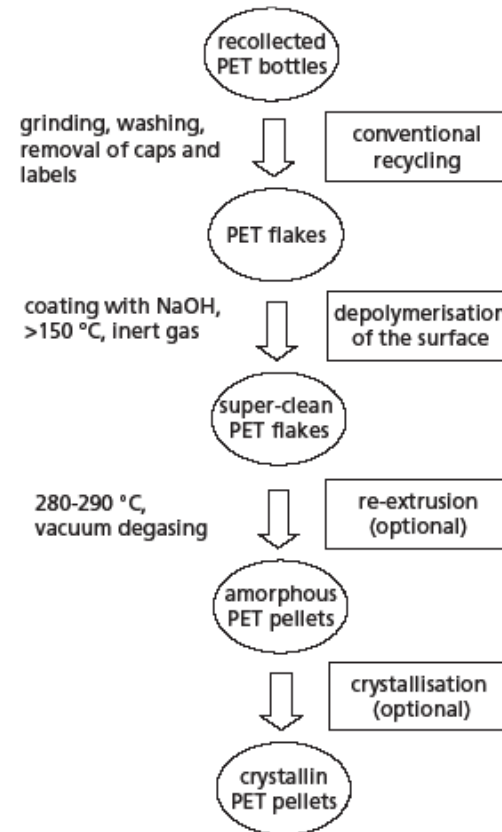 recollected
PET bottles
grinding, washing,
removal of caps and
labels
conventional
recycling
PET flakes
coating with NaOH,
>150 °C, inert gas
depolymerisation
of the surface
super-clean
PET flakes
280-290 °C,
vacuum degasing
re-extrusion
(optional)
amorphous
PET pellets
crystallisation
(optional)
crystallin
PET pellets